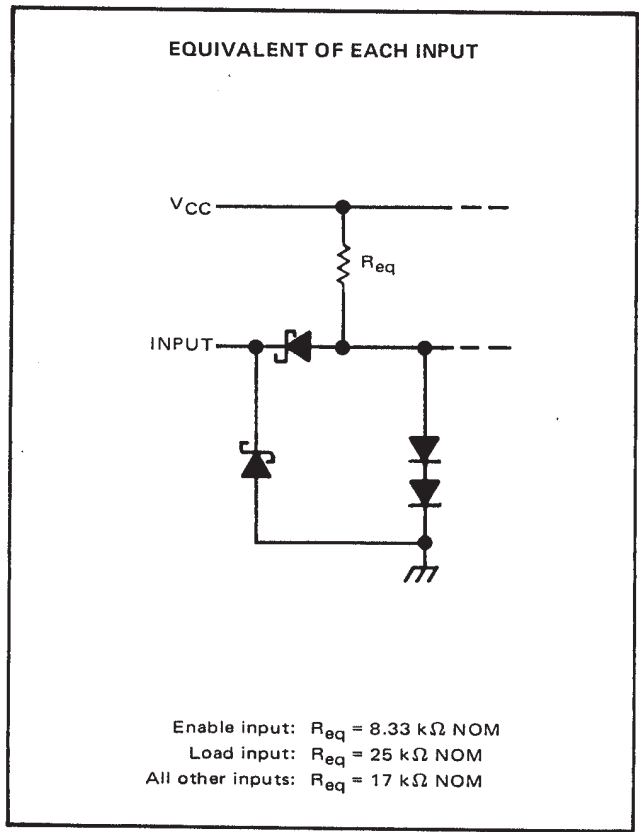 EQUIVALENT OF EACH INPUT
VCC
Req
INPUT
Enable input: Req = 8.33 kΩ NOM
Load input: Req = 25 kΩ NOM
All other inputs: Req = 17 kΩ NOM